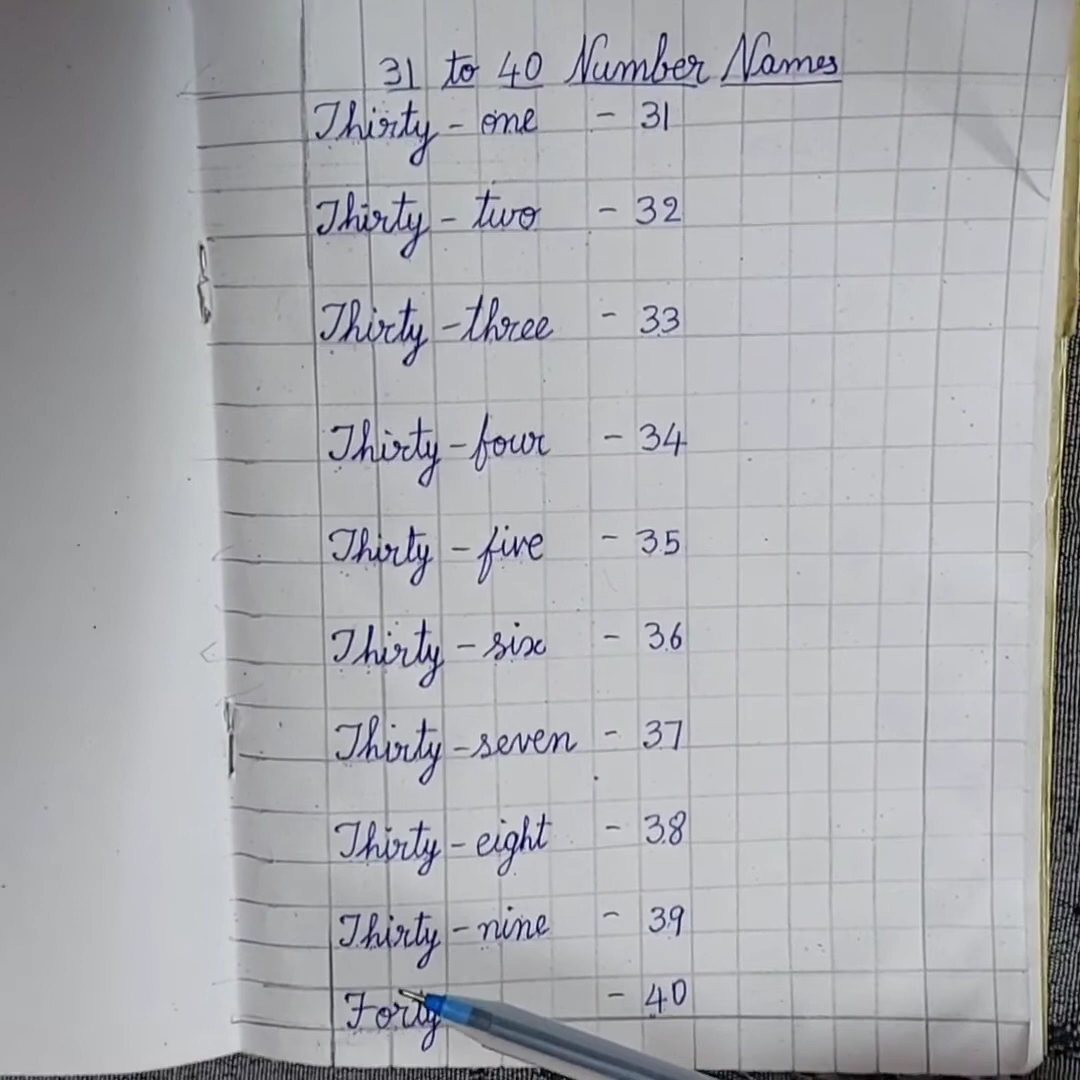 31 to 40 Number Names
Thirty - one - 31
Thirty - two - 32
Thirty - three - 33
Thirty - four - 34
Thirty - five - 35
Thirty - six - 36
Thirty - seven - 37
Thirty - eight - 38
Thirty - nine - 39
Forty - 40